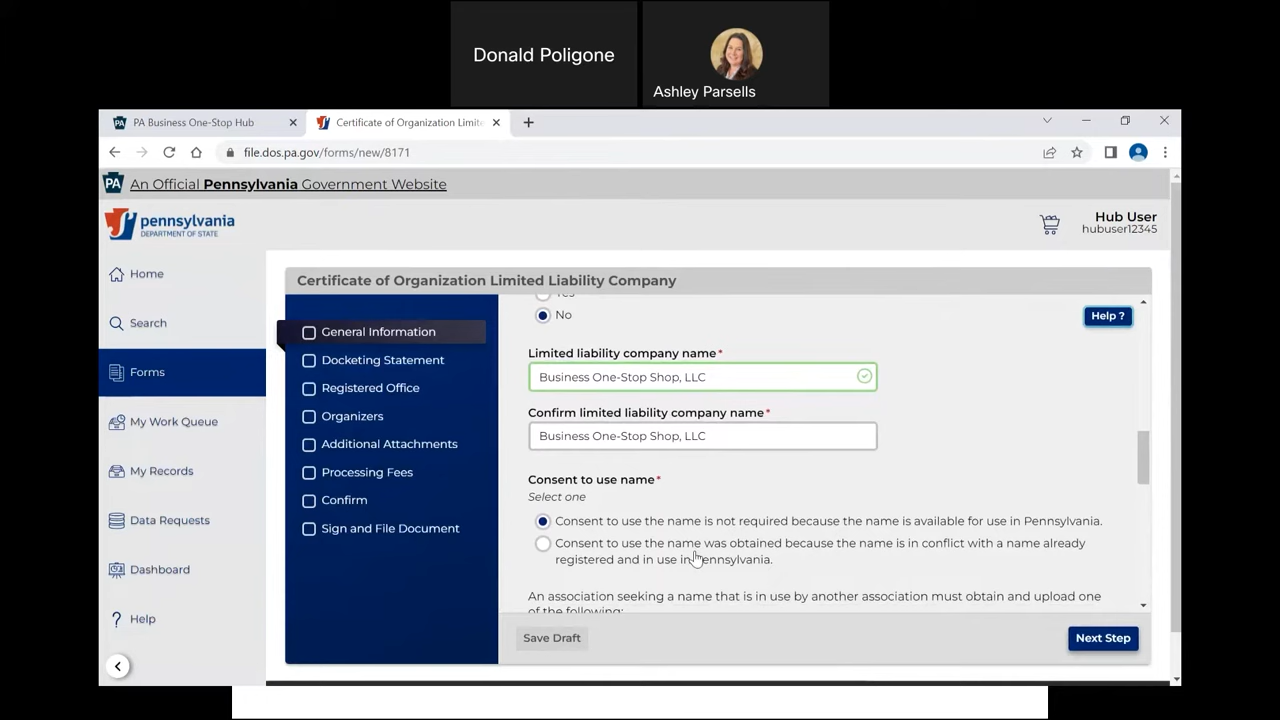 Donald Poligone
Ashley Parsells
PA Business One-Stop Hub
Certificate of Organization Limite
file.dos.pa.gov/forms/new/8171
PA An Official Pennsylvania Government Website
pennsylvania
DEPARTMENT OF STATE
Hub User
hubuser12345
Home
Search
Forms
My Work Queue
My Records
Data Requests
Dashboard
Help
Certificate of Organization Limited Liability Company
General Information
Docketing Statement
Registered Office
Organizers
Additional Attachments
Processing Fees
Confirm
Sign and File Document
Yes
No
Help ?
Limited liability company name*
Business One-Stop Shop, LLC
Confirm limited liability company name*
Business One-Stop Shop, LLC
Consent to use name*
Select one
Consent to use the name is not required because the name is available for use in Pennsylvania.
Consent to use the name was obtained because the name is in conflict with a name already
registered and in use in Pennsylvania.
An association seeking a name that is in use by another association must obtain and upload one
of the following:
Save Draft
Next Step